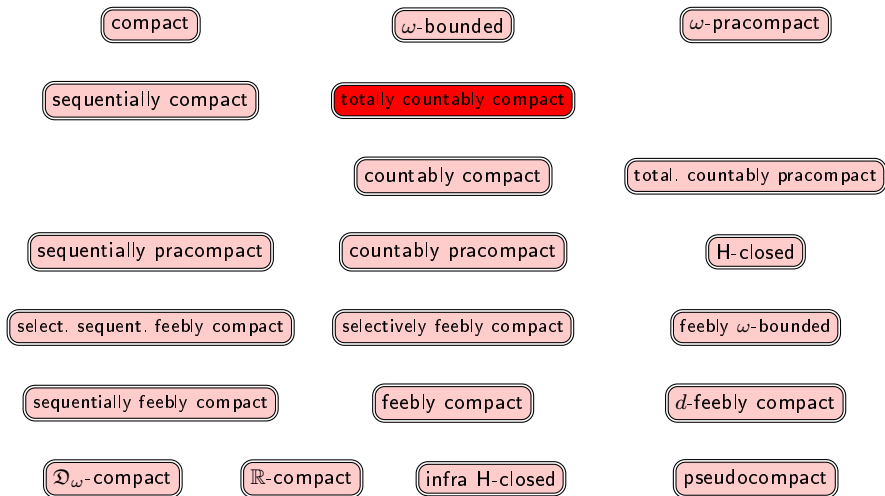 compact ω-bounded ω-pracompact
sequentially compact totally countably compact
countably compact total. countably pracompact
sequentially pracompact countably pracompact H-closed
select. sequent. feebly compact selectively feebly compact feebly ω-bounded
sequentially feebly compact feebly compact d-feebly compact
𝔇ω-compact ℝ-compact infra H-closed pseudocompact